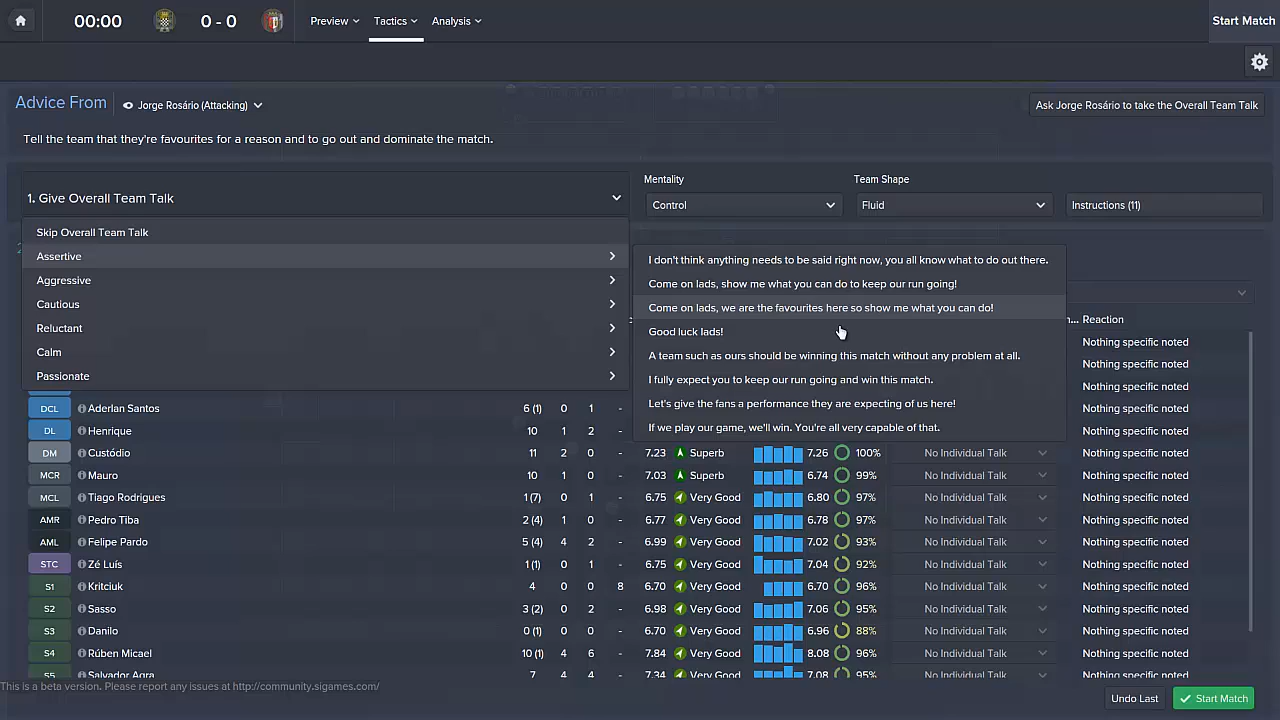 00:00 0 - 0 Preview Tactics Analysis Start Match
Advice From Jorge Rosário (Attacking) Ask Jorge Rosário to take the Overall Team Talk
Tell the team that they're favourites for a reason and to go out and dominate the match.
Mentality Team Shape
1. Give Overall Team Talk Control Fluid Instructions (11)
Skip Overall Team Talk
Assertive
Aggressive
Cautious
Reluctant
Calm
Passionate
I don't think anything needs to be said right now, you all know what to do out there.
Come on lads, show me what you can do to keep our run going!
Come on lads, we are the favourites here so show me what you can do!
Good luck lads!
A team such as ours should be winning this match without any problem at all.
I fully expect you to keep our run going and win this match.
Let's give the fans a performance they are expecting of us here!
If we play our game, we'll win. You're all very capable of that.
Reaction
Nothing specific noted
Nothing specific noted
Nothing specific noted
DCL Aderlan Santos 6 (1) 0 1 - Nothing specific noted
DL Henrique 10 1 2 - Nothing specific noted
DM Custódio 11 2 0 - 7.23 Superb 7.26 100% No Individual Talk Nothing specific noted
MCR Mauro 10 1 0 - 7.03 Superb 6.74 99% No Individual Talk Nothing specific noted
MCL Tiago Rodrigues 1 (7) 0 1 - 6.75 Very Good 6.80 97% No Individual Talk Nothing specific noted
AMR Pedro Tiba 2 (4) 1 0 - 6.77 Very Good 6.78 97% No Individual Talk Nothing specific noted
AML Felipe Pardo 5 (4) 4 2 - 6.99 Very Good 7.02 93% No Individual Talk Nothing specific noted
STC Zé Luís 1 (1) 0 1 - 6.75 Very Good 7.04 92% No Individual Talk Nothing specific noted
S1 Kritciuk 4 0 0 8 6.70 Very Good 6.70 96% No Individual Talk Nothing specific noted
S2 Sasso 3 (2) 0 2 - 6.98 Very Good 7.06 95% No Individual Talk Nothing specific noted
S3 Danilo 0 (1) 0 0 - 6.70 Very Good 6.96 88% No Individual Talk Nothing specific noted
S4 Rúben Micael 10 (1) 4 6 - 7.84 Very Good 8.08 96% No Individual Talk Nothing specific noted
S5 Salvador Agra 7 4 4 - 7.34 Very Good 7.08 95% No Individual Talk Nothing specific noted
This is a beta version. Please report any issues at http://community.sigames.com/
Undo Last Start Match